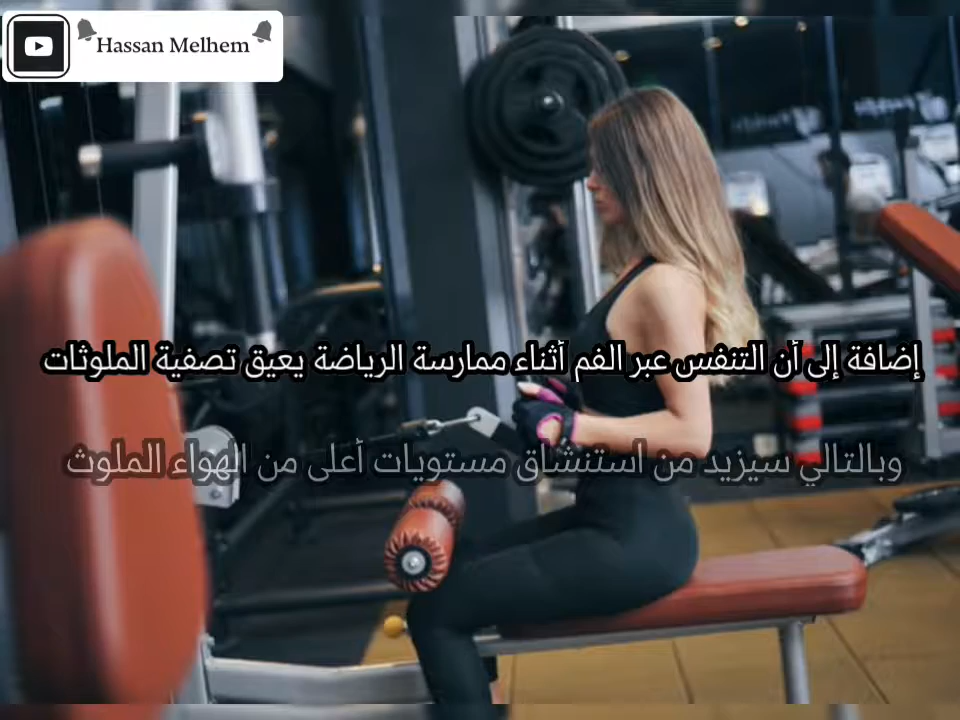 Hassan Melhem
إضافة إلى أن التنفس عبر الفم أثناء ممارسة الرياضة يعيق تصفية الملوثات
وبالتالي سيزيد من استنشاق مستويات أعلى من الهواء الملوث